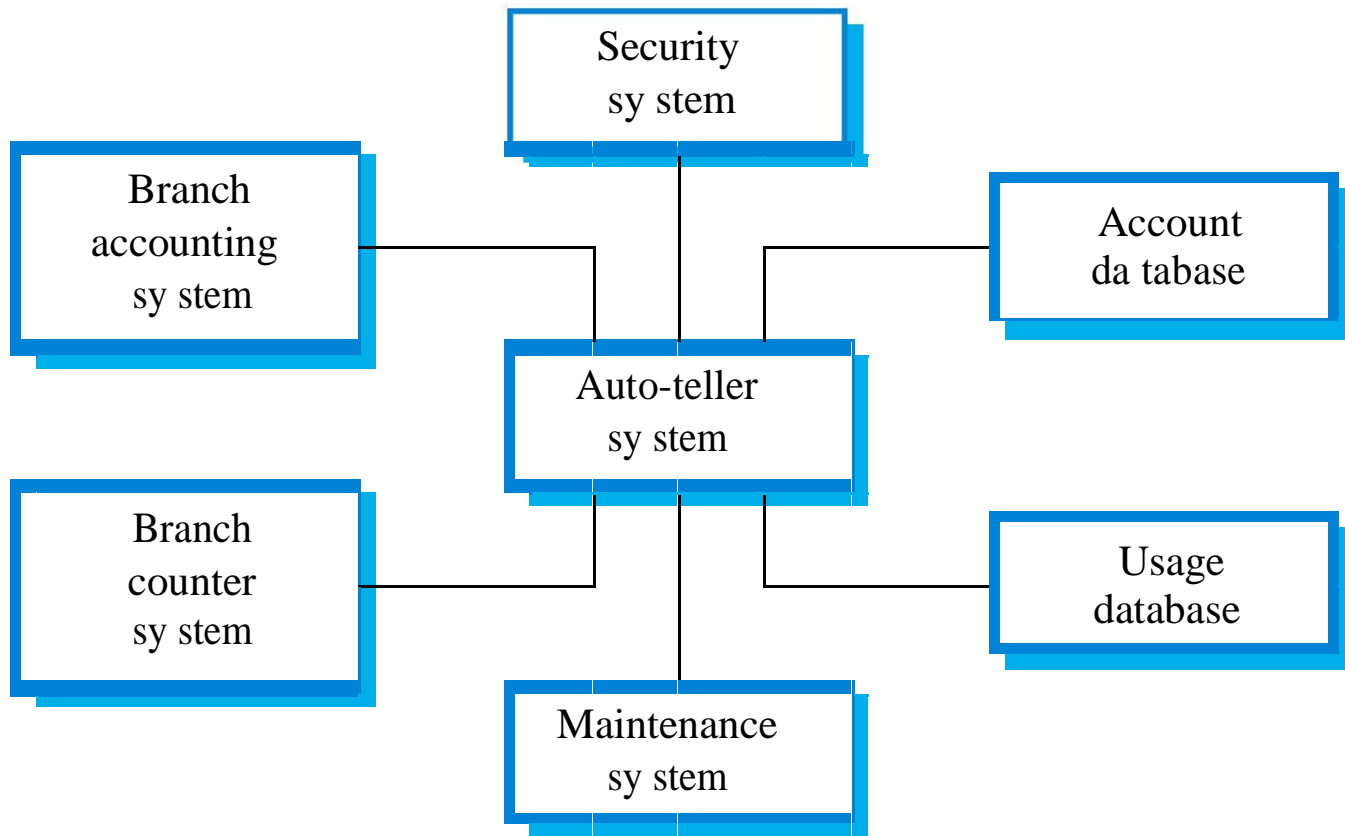 Security
sy stem
Branch
accounting
sy stem
Account
da tabase
Auto-teller
sy stem
Branch
counter
sy stem
Usage
database
Maintenance
sy stem